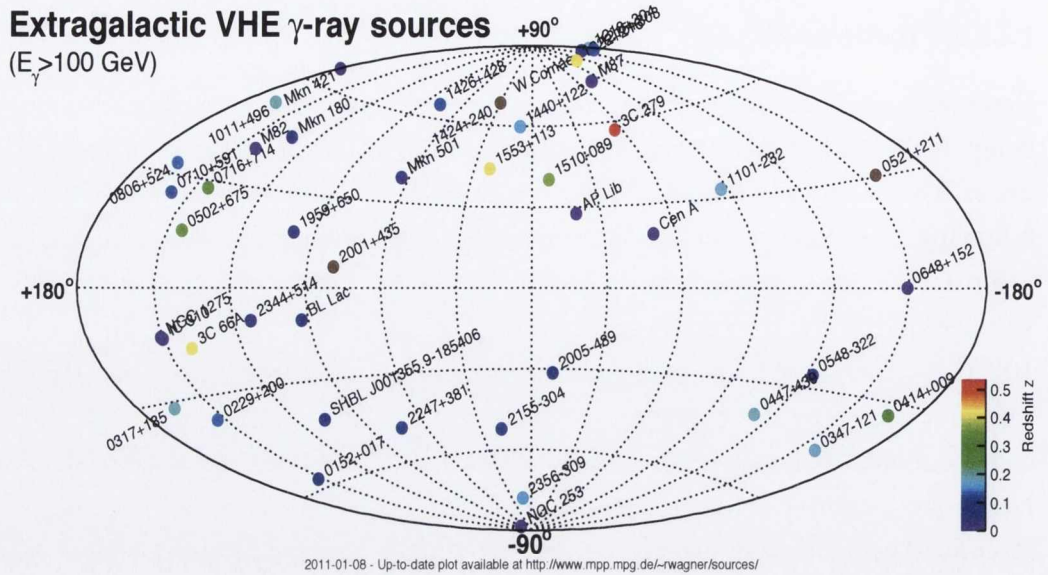 Extragalactic VHE γ-ray sources
(Eγ>100 GeV)
+90°
W Comae
M87
Mkn 421
1011+496
M82
Mkn 180
1426+428
1424+240
1440+122
3C 279
1553+113
1510-089
Mkn 501
0806+524
0710+591
0716+714
0502+675
1959+650
2001+435
AP Lib
Cen A
1101-232
0521+211
0648+152
+180°
-180°
NGC 1275
3C 66A
2344+514
BL Lac
0317+185
0229+200
SHBL J001355.9-185406
2247+381
2005-489
2155-304
0152+017
0548-322
0447-439
0414+009
0347-121
2356-309
NGC 253
-90°
0.5
0.4
0.3
0.2
0.1
0
Redshift z
2011-01-08 - Up-to-date plot available at http://www.mpp.mpg.de/~rwagner/sources/